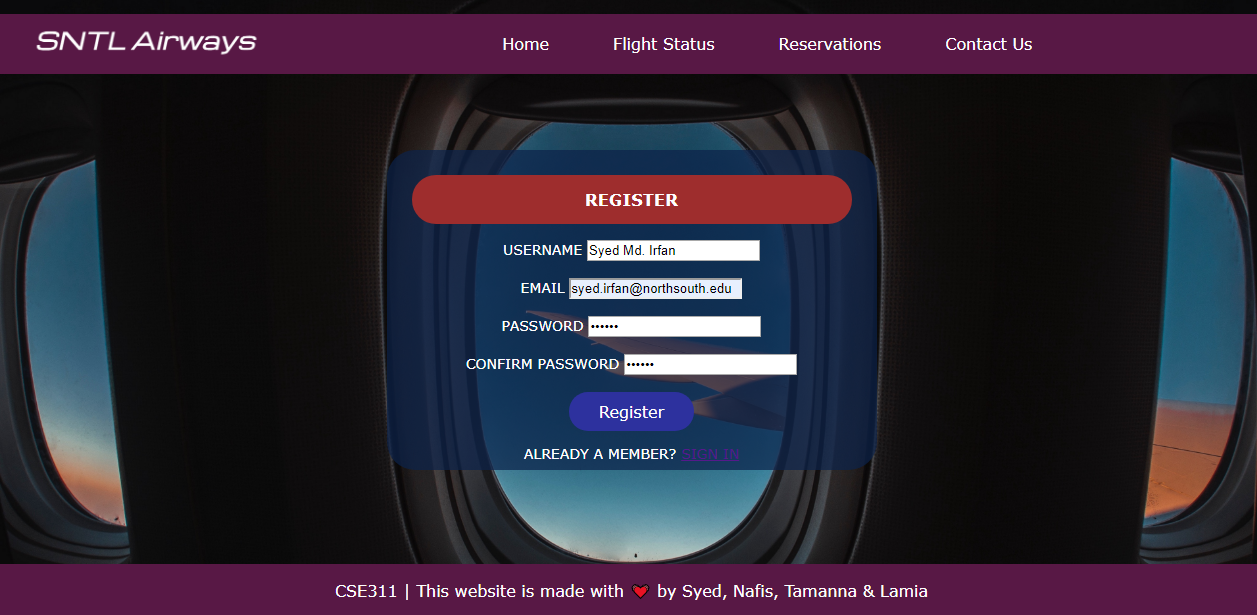 SNTL Airways
Home Flight Status Reservations Contact Us
REGISTER
USERNAME Syed Md. Irfan
EMAIL syed.irfan@northsouth.edu
PASSWORD ••••••
CONFIRM PASSWORD ••••••
Register
ALREADY A MEMBER? SIGN IN
CSE311 | This website is made with ❤ by Syed, Nafis, Tamanna & Lamia